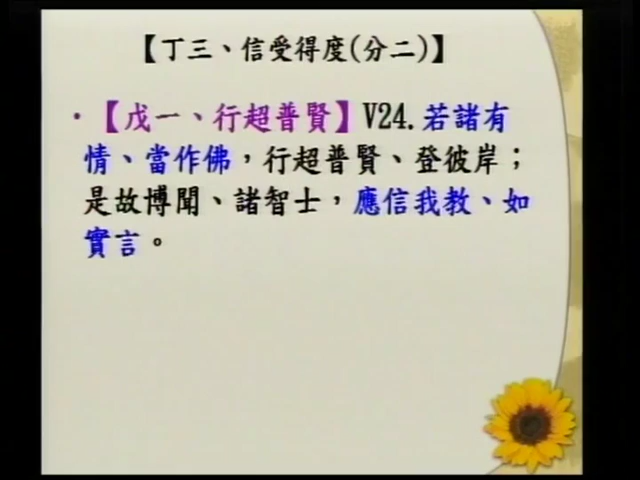 【丁三、信受得度(分二)】
·【戊一、行超普賢】V24.若諸有
情、當作佛，行超普賢、登彼岸；
是故博聞、諸智士，應信我教、如
實言。